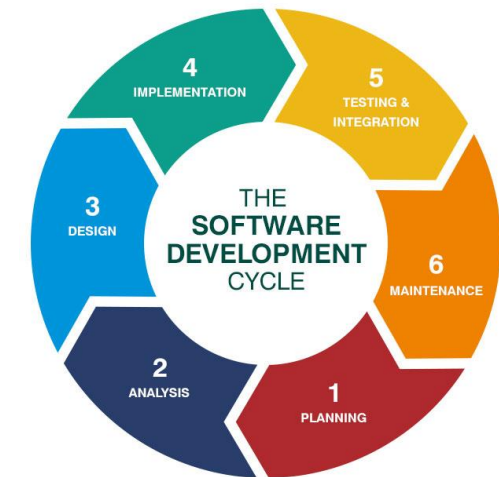 4
IMPLEMENTATION
5
TESTING &
INTEGRATION
3
DESIGN
THE
SOFTWARE
DEVELOPMENT
CYCLE
6
MAINTENANCE
2
ANALYSIS
1
PLANNING